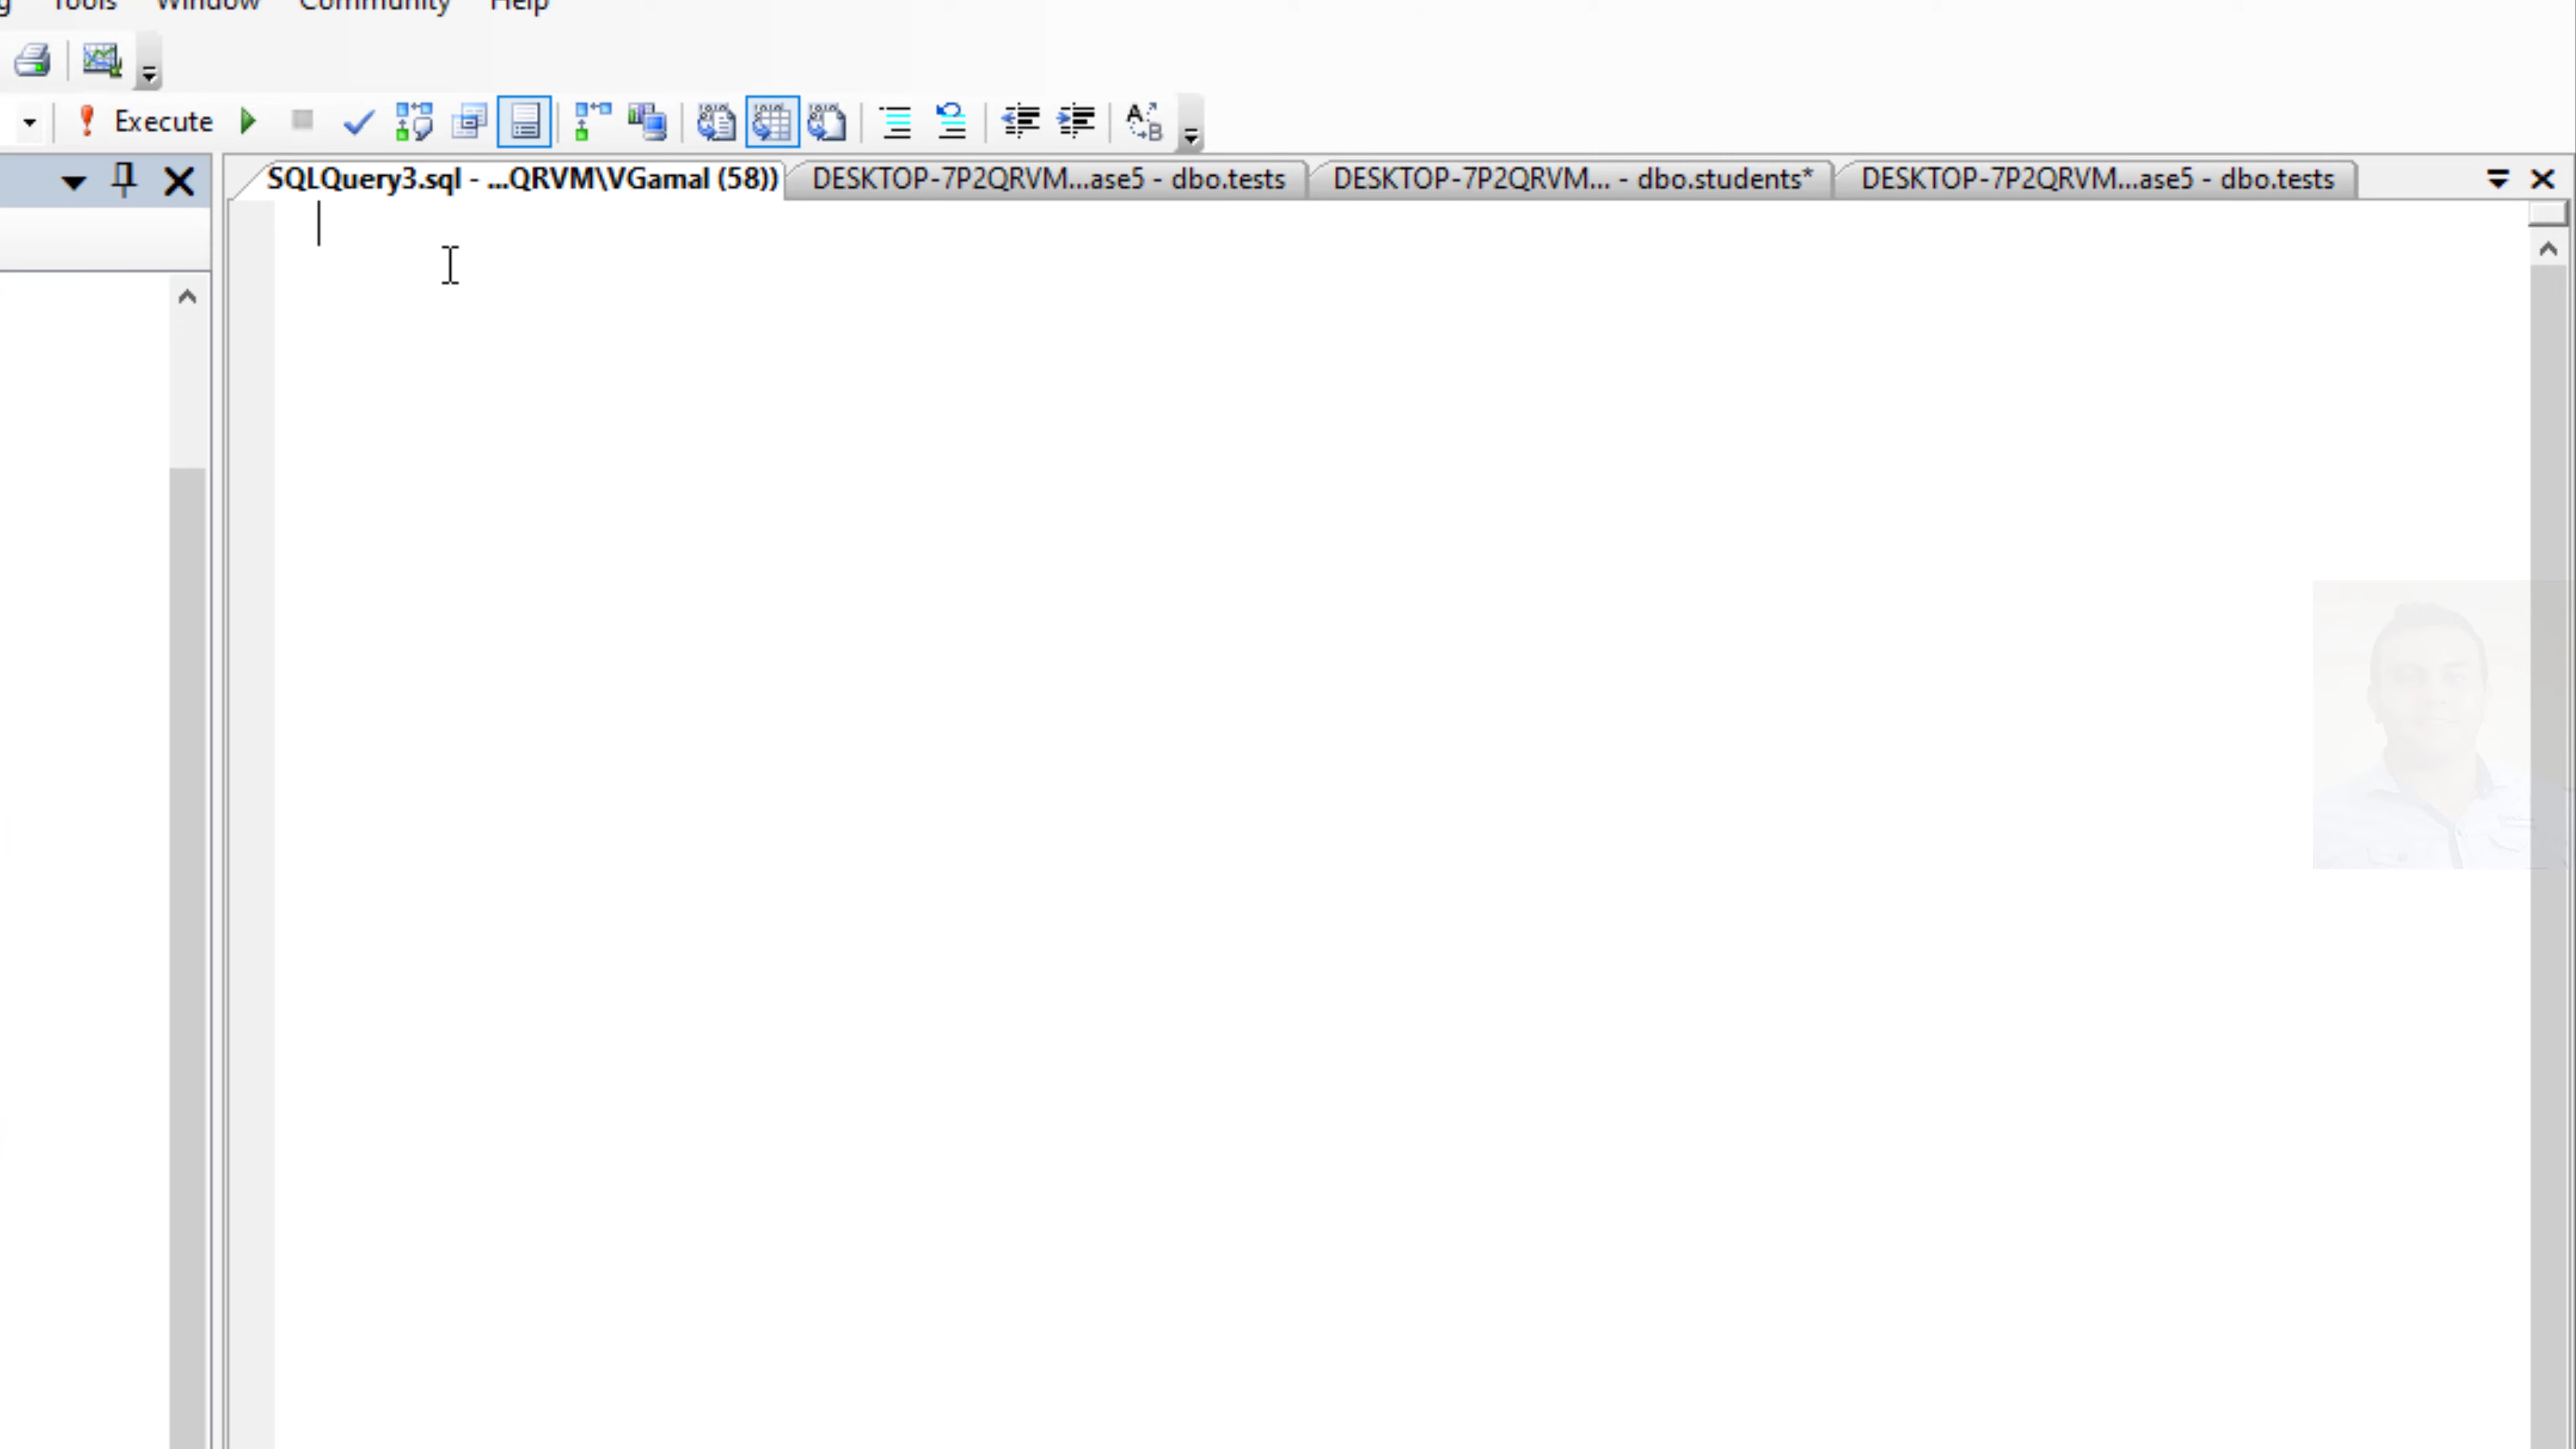 Tools Window Community Help
Execute
SQLQuery3.sql - ...QRVM\VGamal (58)) DESKTOP-7P2QRVM...ase5 - dbo.tests DESKTOP-7P2QRVM... - dbo.students* DESKTOP-7P2QRVM...ase5 - dbo.tests